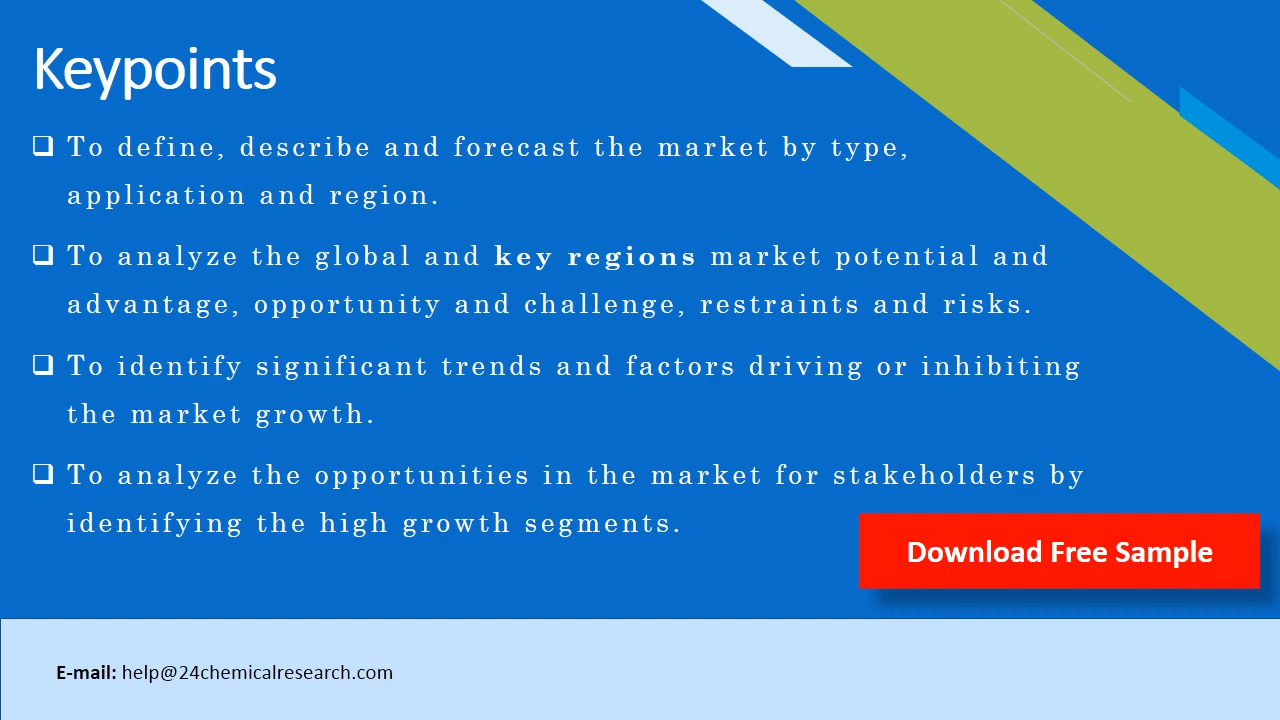 Keypoints
❑ To define, describe and forecast the market by type,
application and region.
❑ To analyze the global and key regions market potential and
advantage, opportunity and challenge, restraints and risks.
❑ To identify significant trends and factors driving or inhibiting
the market growth.
❑ To analyze the opportunities in the market for stakeholders by
identifying the high growth segments.
Download Free Sample
E-mail: help@24chemicalresearch.com